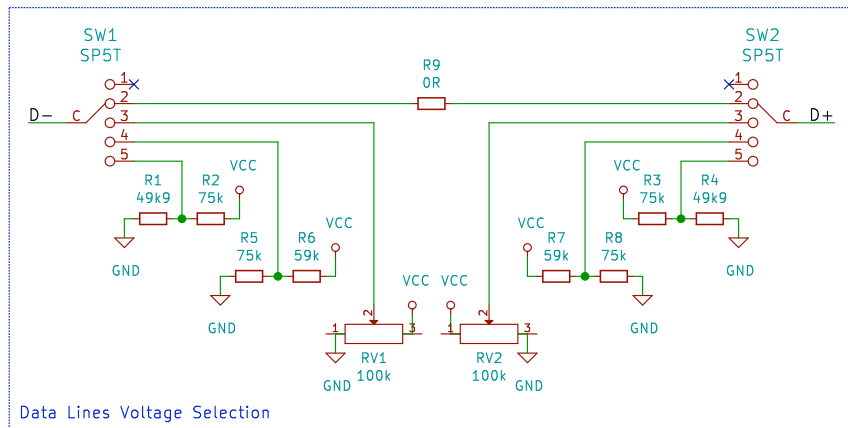 SW1
SP5T
SW2
SP5T
R9
0R
1
2
3
4
5
1
2
3
4
5
D-
C
C
D+
R1
49k9
R2
75k
VCC
GND
VCC
R3
75k
R4
49k9
GND
R5
75k
R6
59k
VCC
GND
VCC
R7
59k
R8
75k
GND
VCC
VCC
1
2
3
1
2
3
RV1
100k
GND
RV2
100k
GND
Data Lines Voltage Selection